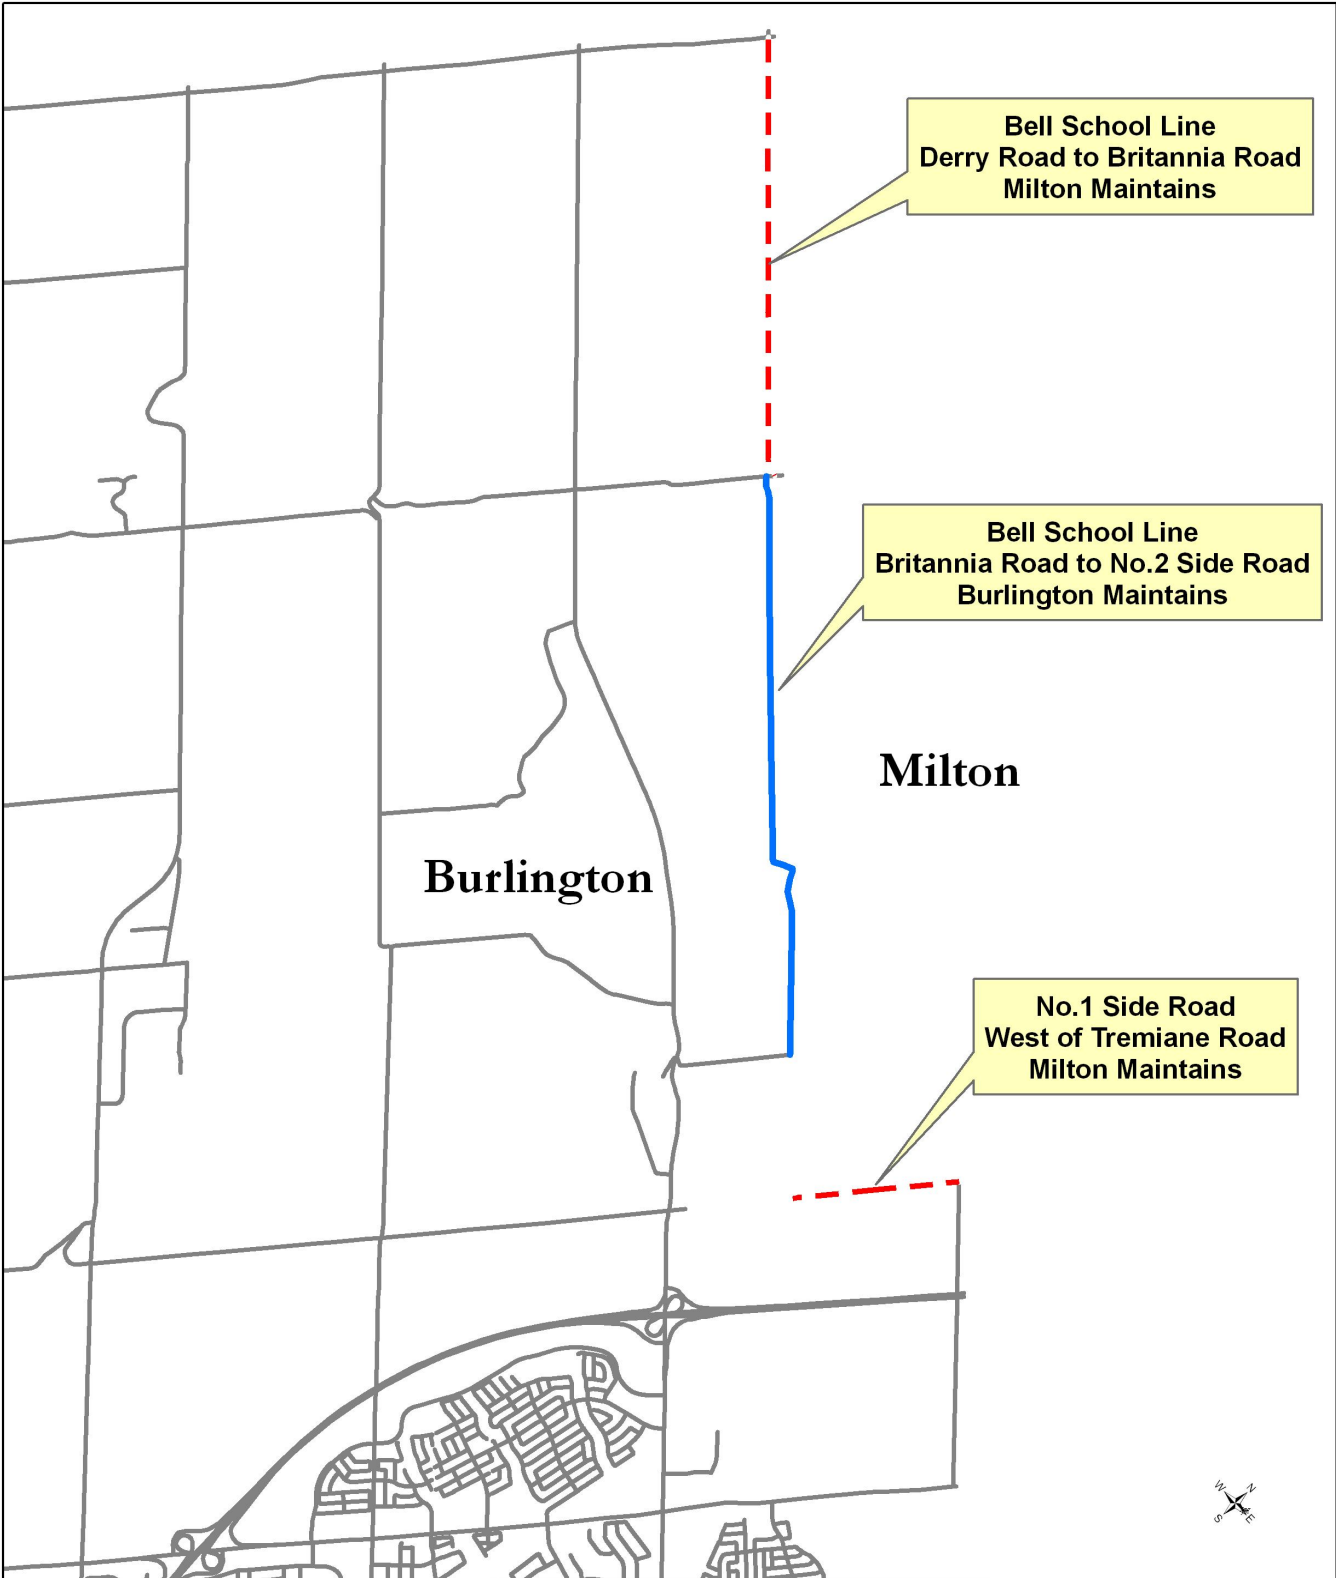 Bell School Line
Derry Road to Britannia Road
Milton Maintains
Bell School Line
Britannia Road to No.2 Side Road
Burlington Maintains
Milton
Burlington
No.1 Side Road
West of Tremiane Road
Milton Maintains
W N
S E